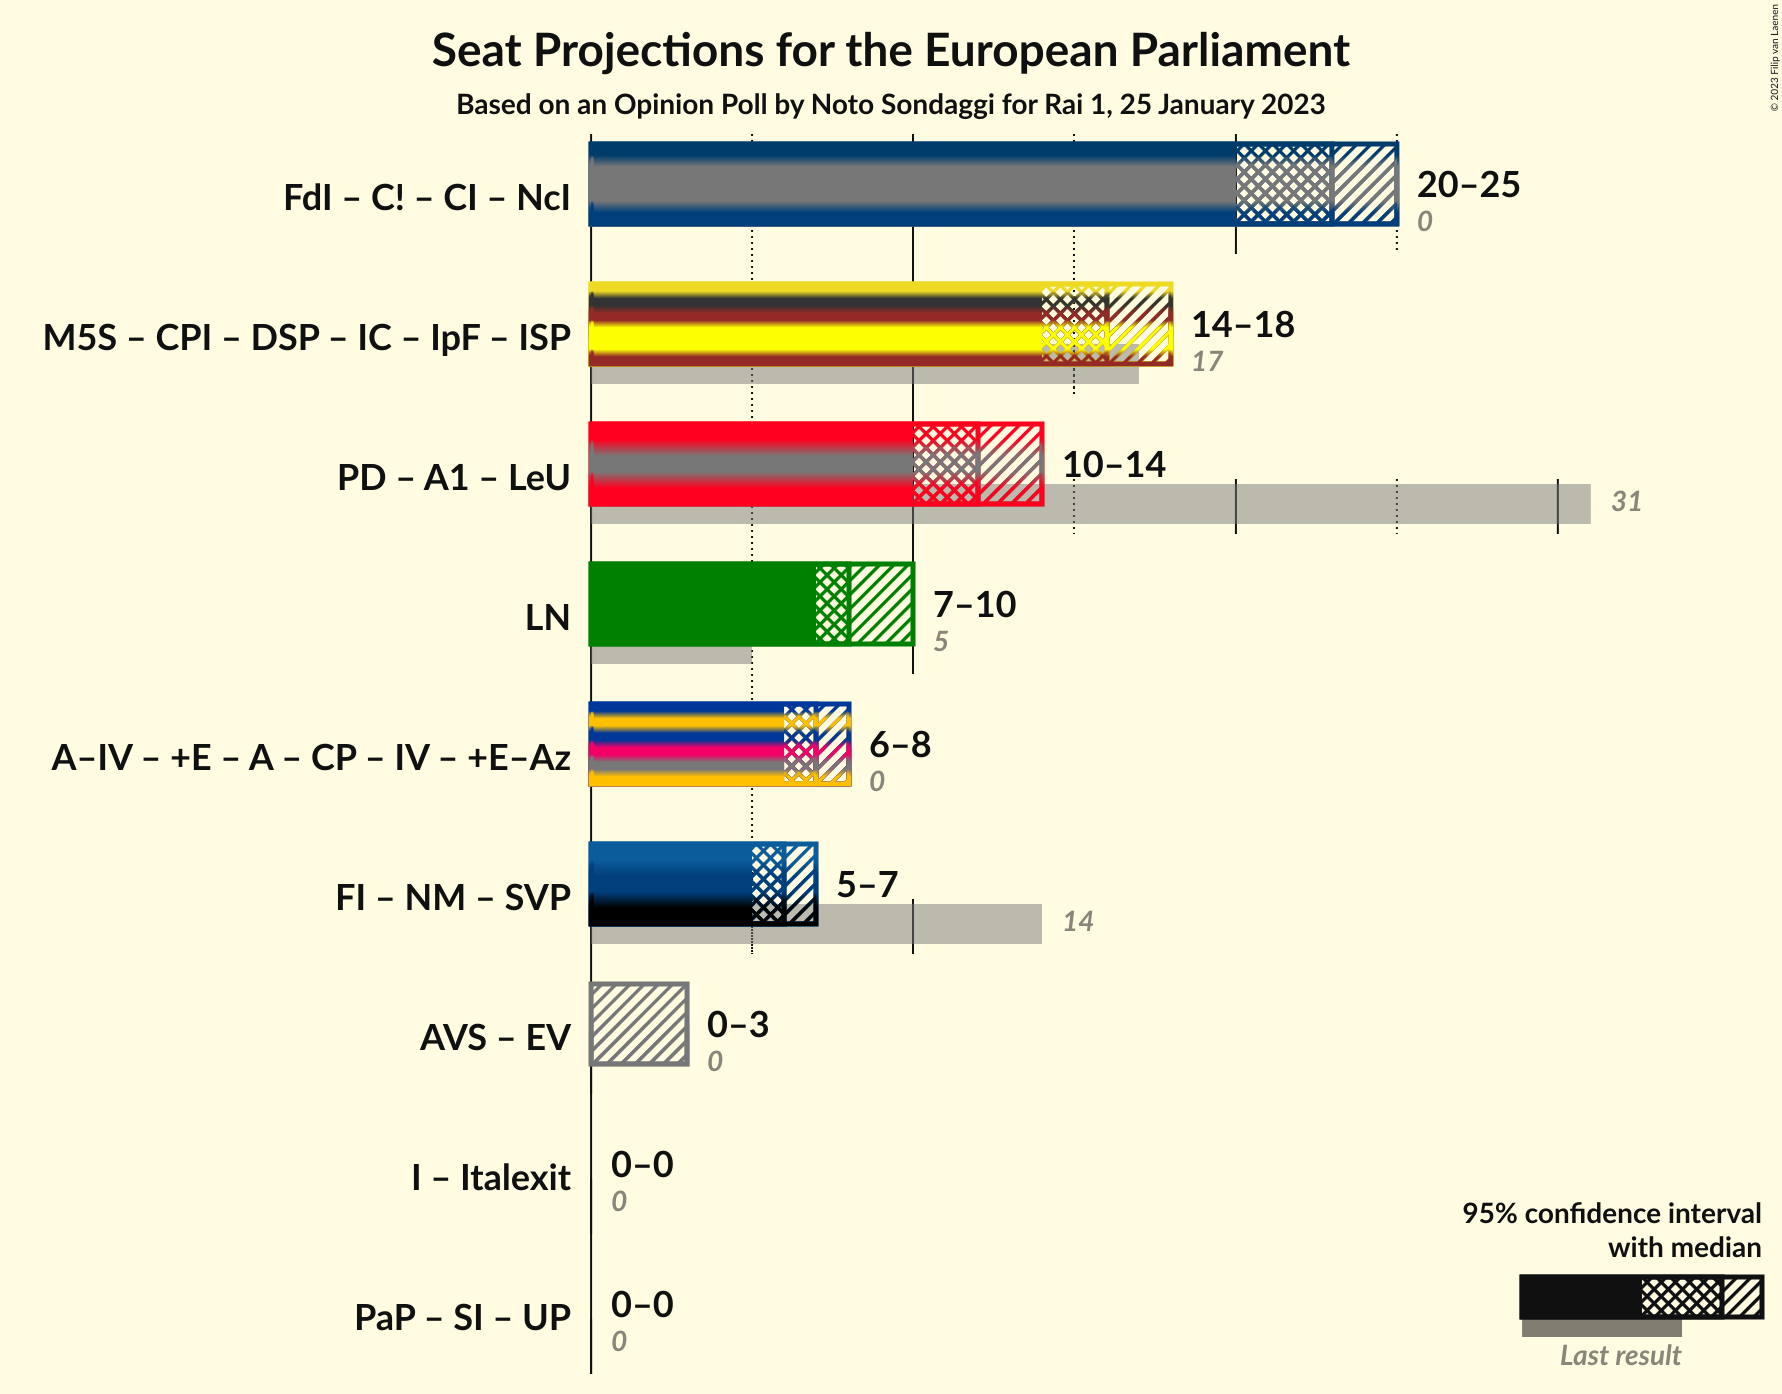 Seat Projections for the European Parliament
Based on an Opinion Poll by Noto Sondaggi for Rai 1, 25 January 2023
© 2023 Filip van Laenen
FdI – C! – CI – NcI
20–25
0
M5S – CPI – DSP – IC – IpF – ISP
14–18
17
PD – A1 – LeU
10–14
31
LN
7–10
5
A–IV – +E – A – CP – IV – +E–Az
6–8
0
FI – NM – SVP
5–7
14
AVS – EV
0–3
0
I – Italexit
0–0
0
PaP – SI – UP
0–0
0
95% confidence interval
with median
Last result